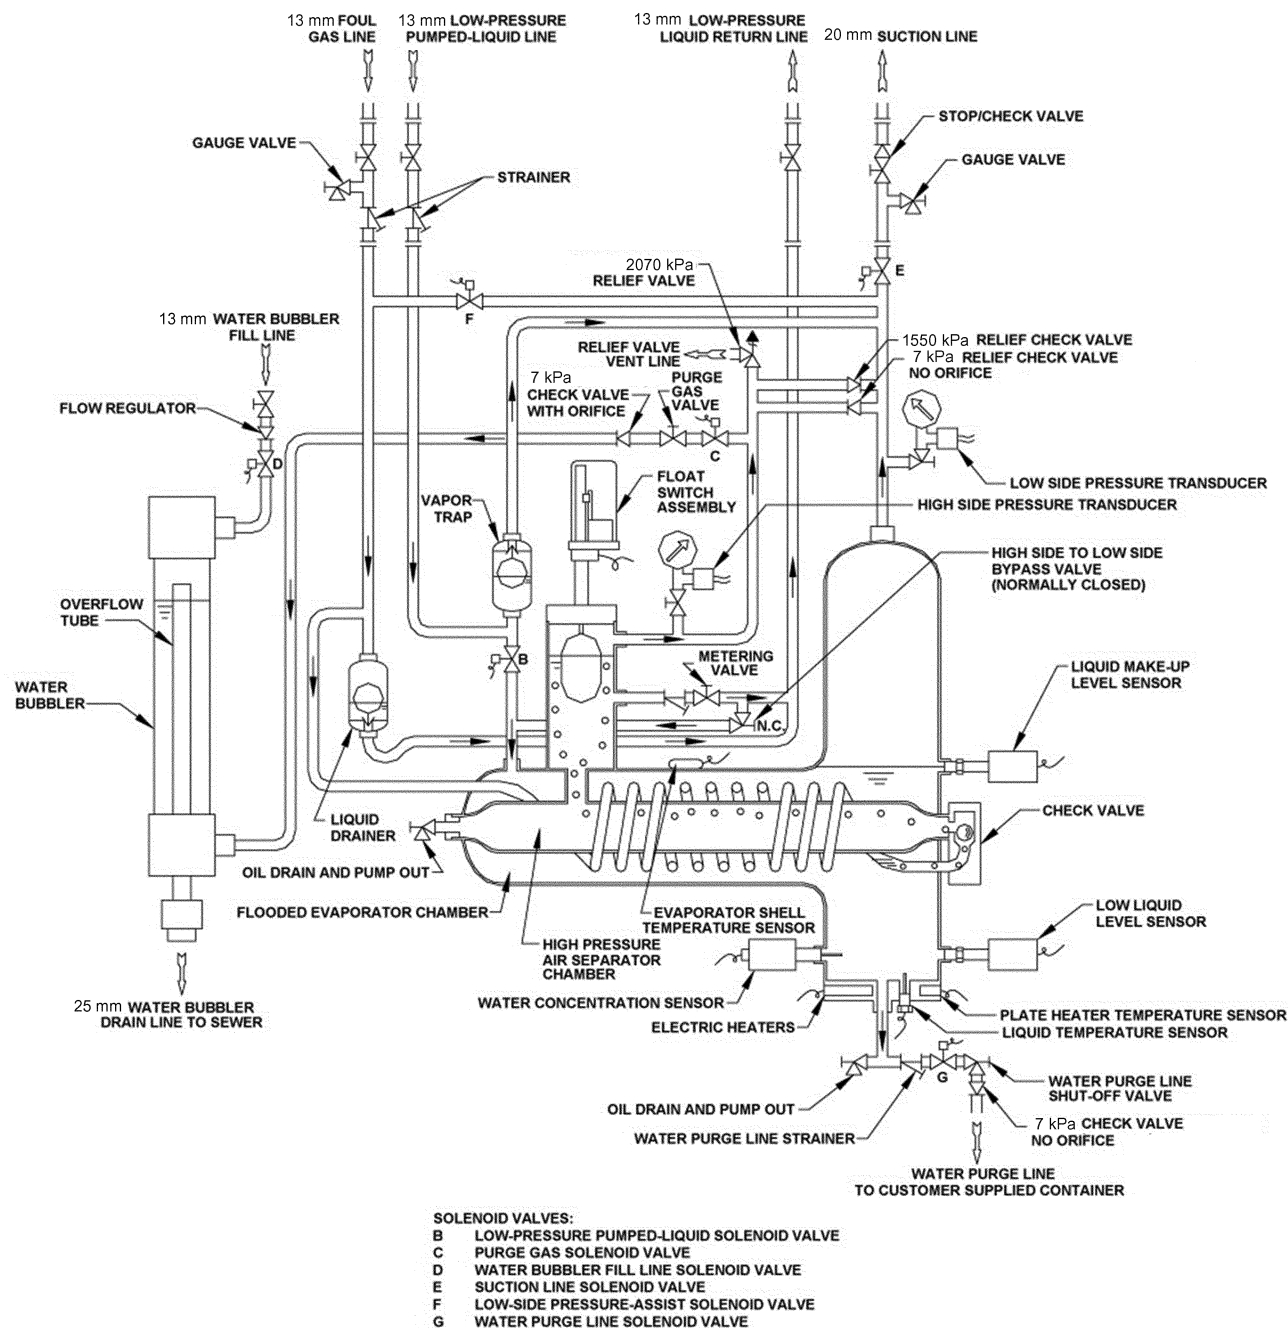 13 mm FOUL
GAS LINE
13 mm LOW-PRESSURE
PUMPED-LIQUID LINE
13 mm LOW-PRESSURE
LIQUID RETURN LINE
20 mm SUCTION LINE
STOP/CHECK VALVE
GAUGE VALVE
GAUGE VALVE
STRAINER
2070 kPa
RELIEF VALVE
E
F
13 mm WATER BUBBLER
FILL LINE
RELIEF VALVE
VENT LINE
1550 kPa RELIEF CHECK VALVE
7 kPa RELIEF CHECK VALVE
NO ORIFICE
7 kPa
CHECK VALVE
WITH ORIFICE
PURGE
GAS
VALVE
FLOW REGULATOR
C
D
FLOAT
SWITCH
ASSEMBLY
LOW SIDE PRESSURE TRANSDUCER
HIGH SIDE PRESSURE TRANSDUCER
VAPOR
TRAP
HIGH SIDE TO LOW SIDE
BYPASS VALVE
(NORMALLY CLOSED)
OVERFLOW
TUBE
B
METERING
VALVE
LIQUID MAKE-UP
LEVEL SENSOR
WATER
BUBBLER
N.C.
CHECK VALVE
LIQUID
DRAINER
OIL DRAIN AND PUMP OUT
FLOODED EVAPORATOR CHAMBER
EVAPORATOR SHELL
TEMPERATURE SENSOR
LOW LIQUID
LEVEL SENSOR
HIGH PRESSURE
AIR SEPARATOR
CHAMBER
WATER CONCENTRATION SENSOR
25 mm WATER BUBBLER
DRAIN LINE TO SEWER
ELECTRIC HEATERS
PLATE HEATER TEMPERATURE SENSOR
LIQUID TEMPERATURE SENSOR
G
WATER PURGE LINE
SHUT-OFF VALVE
OIL DRAIN AND PUMP OUT
7 kPa CHECK VALVE
NO ORIFICE
WATER PURGE LINE STRAINER
WATER PURGE LINE
TO CUSTOMER SUPPLIED CONTAINER
SOLENOID VALVES:
B LOW-PRESSURE PUMPED-LIQUID SOLENOID VALVE
C PURGE GAS SOLENOID VALVE
D WATER BUBBLER FILL LINE SOLENOID VALVE
E SUCTION LINE SOLENOID VALVE
F LOW-SIDE PRESSURE-ASSIST SOLENOID VALVE
G WATER PURGE LINE SOLENOID VALVE